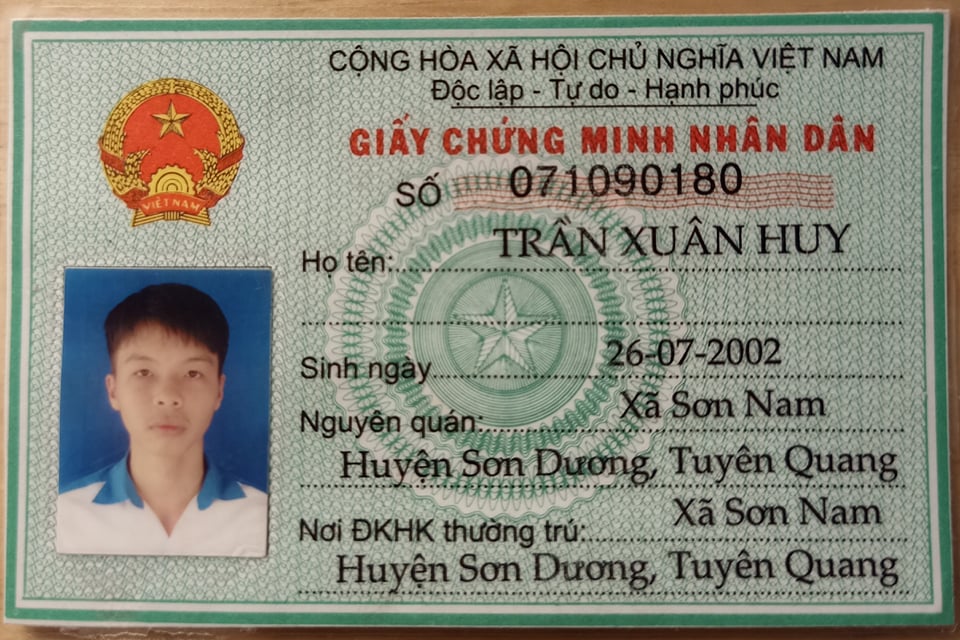 CỘNG HÒA XÃ HỘI CHỦ NGHĨA VIỆT NAM
Độc lập - Tự do - Hạnh phúc
GIẤY CHỨNG MINH NHÂN DÂN
SỐ 071090180
Họ tên: TRẦN XUÂN HUY
Sinh ngày 26-07-2002
Nguyên quán: Xã Sơn Nam
Huyện Sơn Dương, Tuyên Quang
Nơi ĐKHK thường trú: Xã Sơn Nam
Huyện Sơn Dương, Tuyên Quang
VIỆT NAM